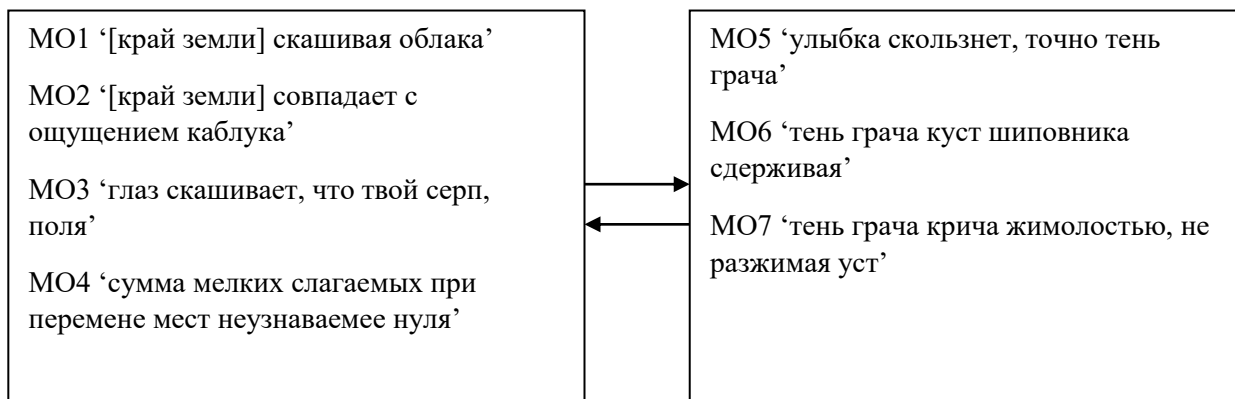 МО1 ‘[край земли] скашивая облака’
МО2 ‘[край земли] совпадает с
ощущением каблука’
МО3 ‘глаз скашивает, что твой серп,
поля’
МО4 ‘сумма мелких слагаемых при
перемене мест неузнаваемее нуля’
МО5 ‘улыбка скользнет, точно тень
грача’
МО6 ‘тень грача куст шиповника
сдерживая’
МО7 ‘тень грача крича жимолостью, не
разжимая уст’